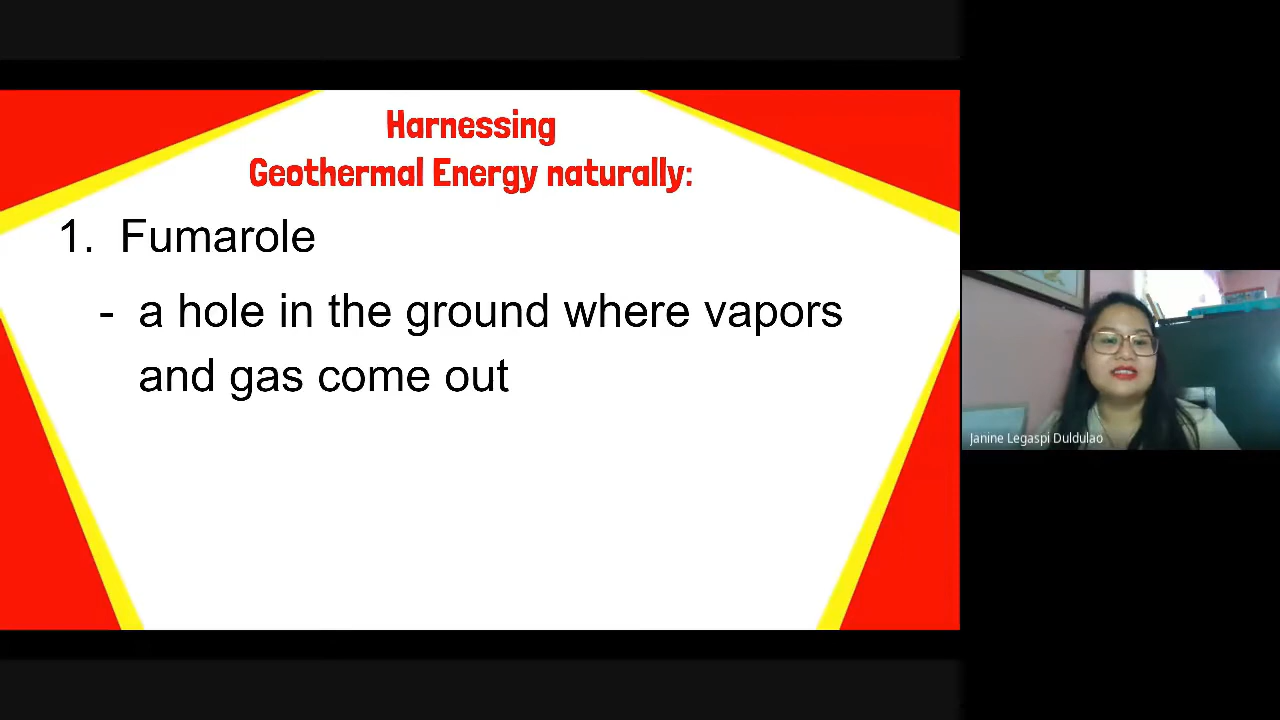 Harnessing
Geothermal Energy naturally:
1. Fumarole
- a hole in the ground where vapors
and gas come out
Janine Legaspi Duldulao